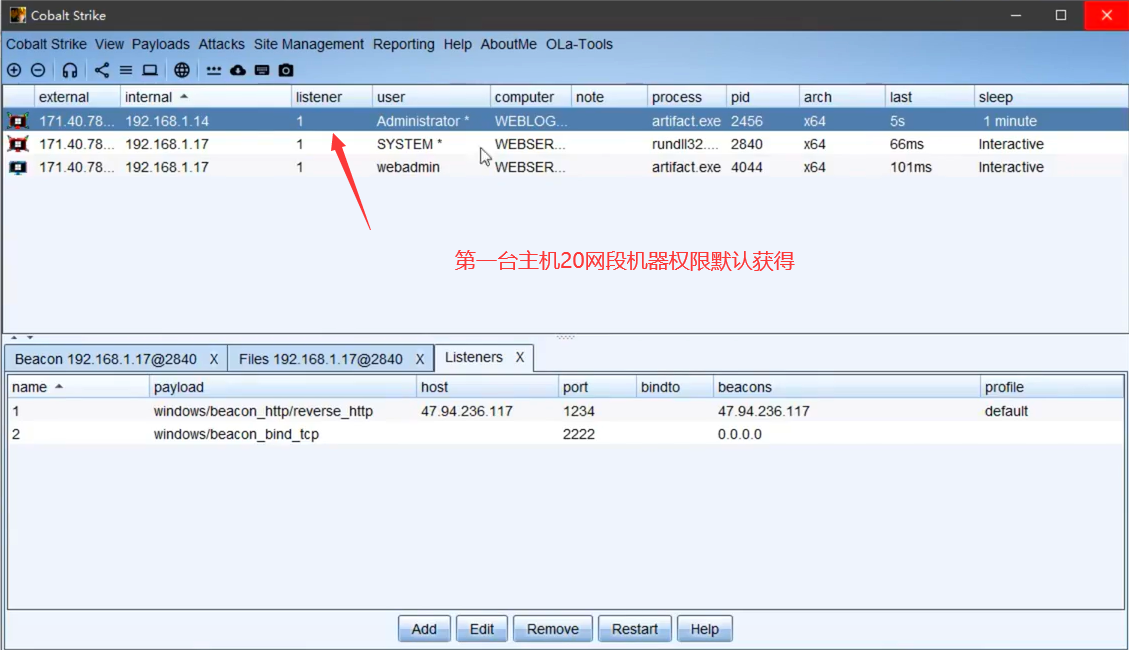 Cobalt Strike
Cobalt Strike View Payloads Attacks Site Management Reporting Help AboutMe OLa-Tools
external internal listener user computer note process pid arch last sleep
171.40.78... 192.168.1.14 1 Administrator * WEBLOG... artifact.exe 2456 x64 5s 1 minute
171.40.78... 192.168.1.17 1 SYSTEM * WEBSER... rundll32.... 2840 x64 66ms Interactive
171.40.78... 192.168.1.17 1 webadmin WEBSER... artifact.exe 4044 x64 101ms Interactive
第一台主机20网段机器权限默认获得
Beacon 192.168.1.17@2840 X Files 192.168.1.17@2840 X Listeners X
name payload host port bindto beacons profile
1 windows/beacon_http/reverse_http 47.94.236.117 1234 47.94.236.117 default
2 windows/beacon_bind_tcp 2222 0.0.0.0
Add Edit Remove Restart Help